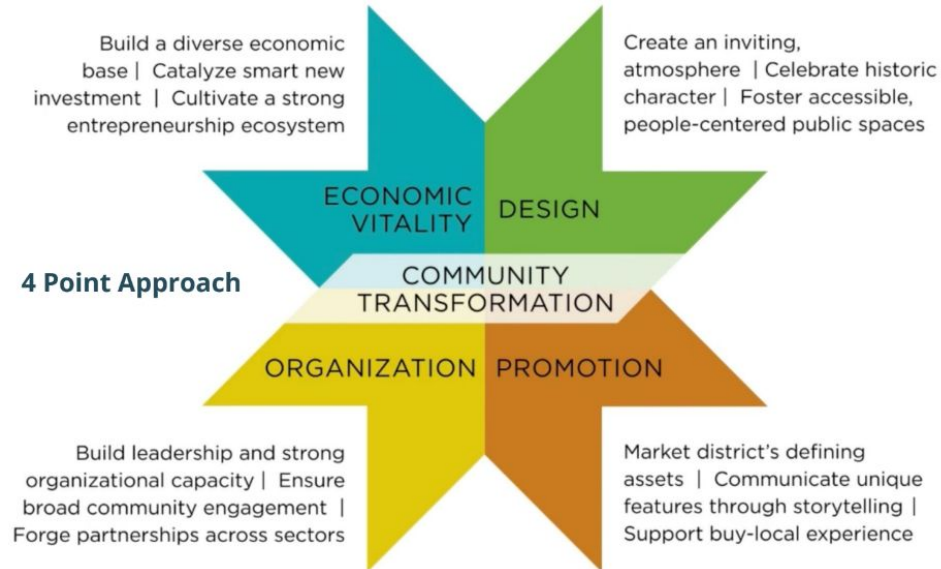 Build a diverse economic
base | Catalyze smart new
investment | Cultivate a strong
entrepreneurship ecosystem
Create an inviting,
atmosphere | Celebrate historic
character | Foster accessible,
people-centered public spaces
ECONOMIC
VITALITY
DESIGN
4 Point Approach
COMMUNITY
TRANSFORMATION
ORGANIZATION
PROMOTION
Build leadership and strong
organizational capacity | Ensure
broad community engagement |
Forge partnerships across sectors
Market district's defining
assets | Communicate unique
features through storytelling |
Support buy-local experience